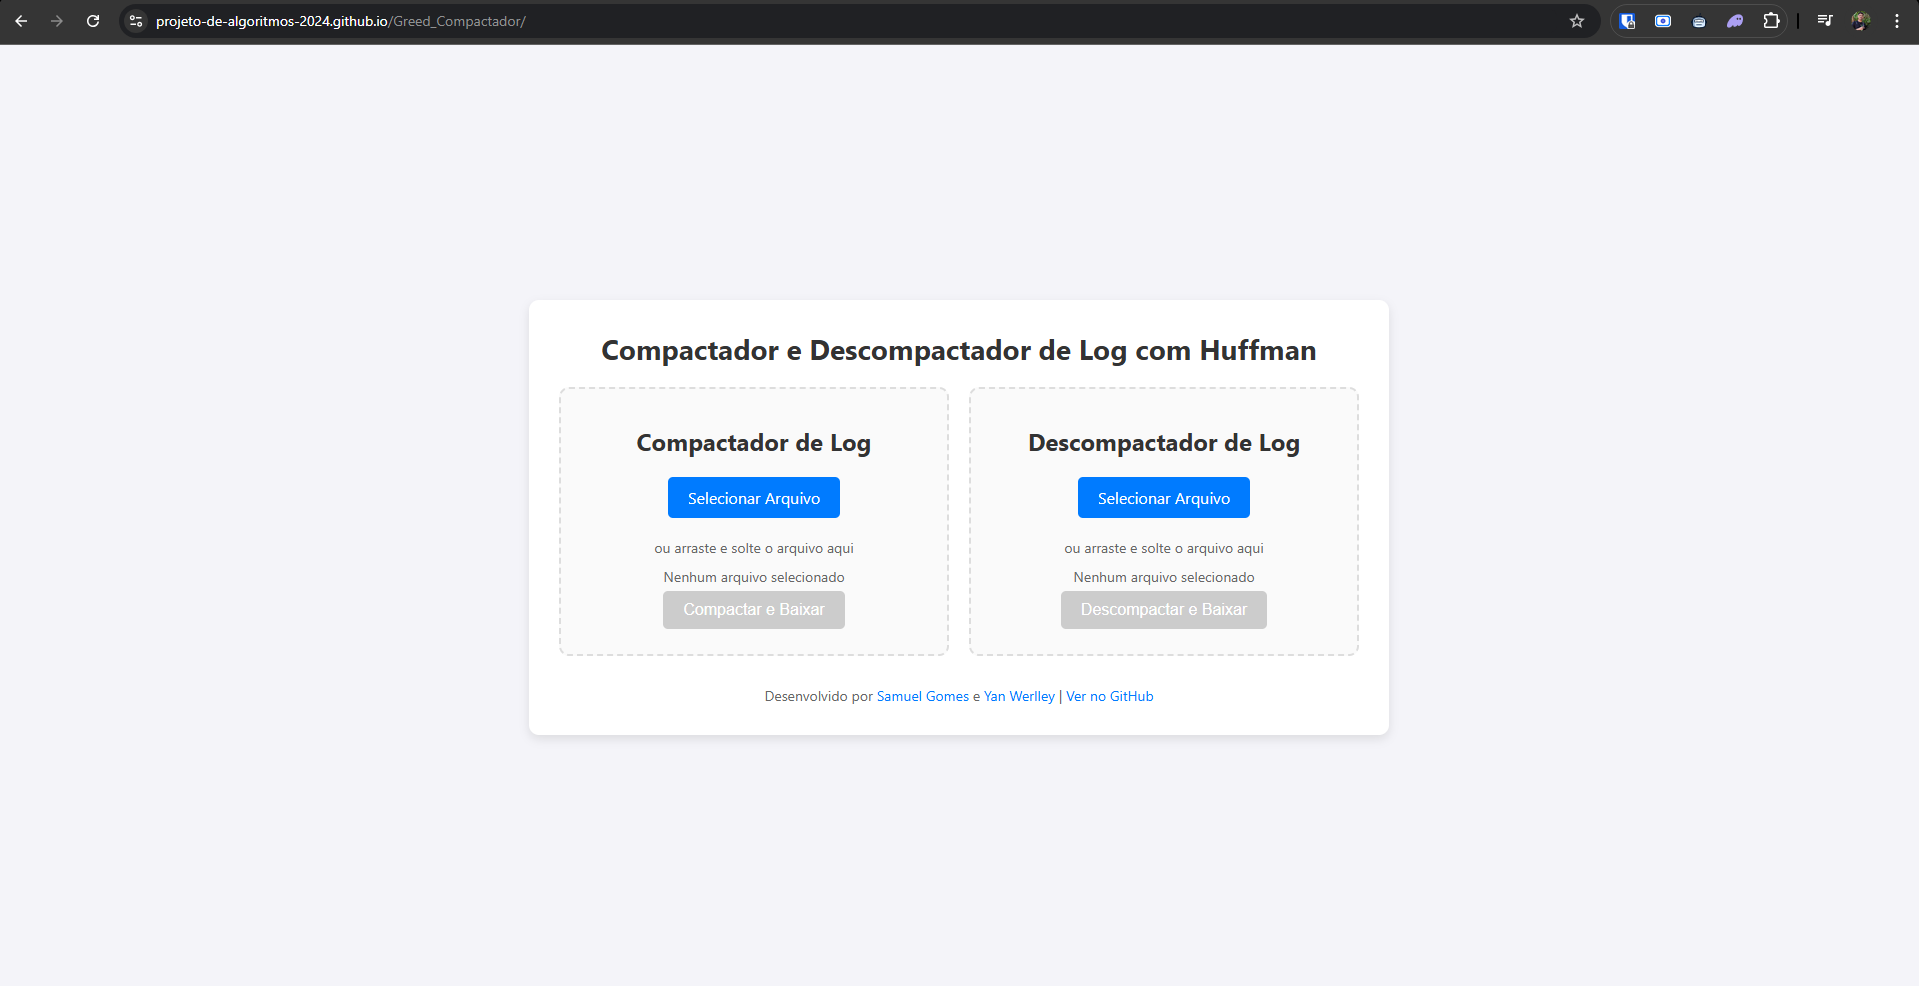 projeto-de-algoritmos-2024.github.io/Greed_Compactador/
Compactador e Descompactador de Log com Huffman
Compactador de Log
Selecionar Arquivo
ou arraste e solte o arquivo aqui
Nenhum arquivo selecionado
Compactar e Baixar
Descompactador de Log
Selecionar Arquivo
ou arraste e solte o arquivo aqui
Nenhum arquivo selecionado
Descompactar e Baixar
Desenvolvido por Samuel Gomes e Yan Werlley | Ver no GitHub